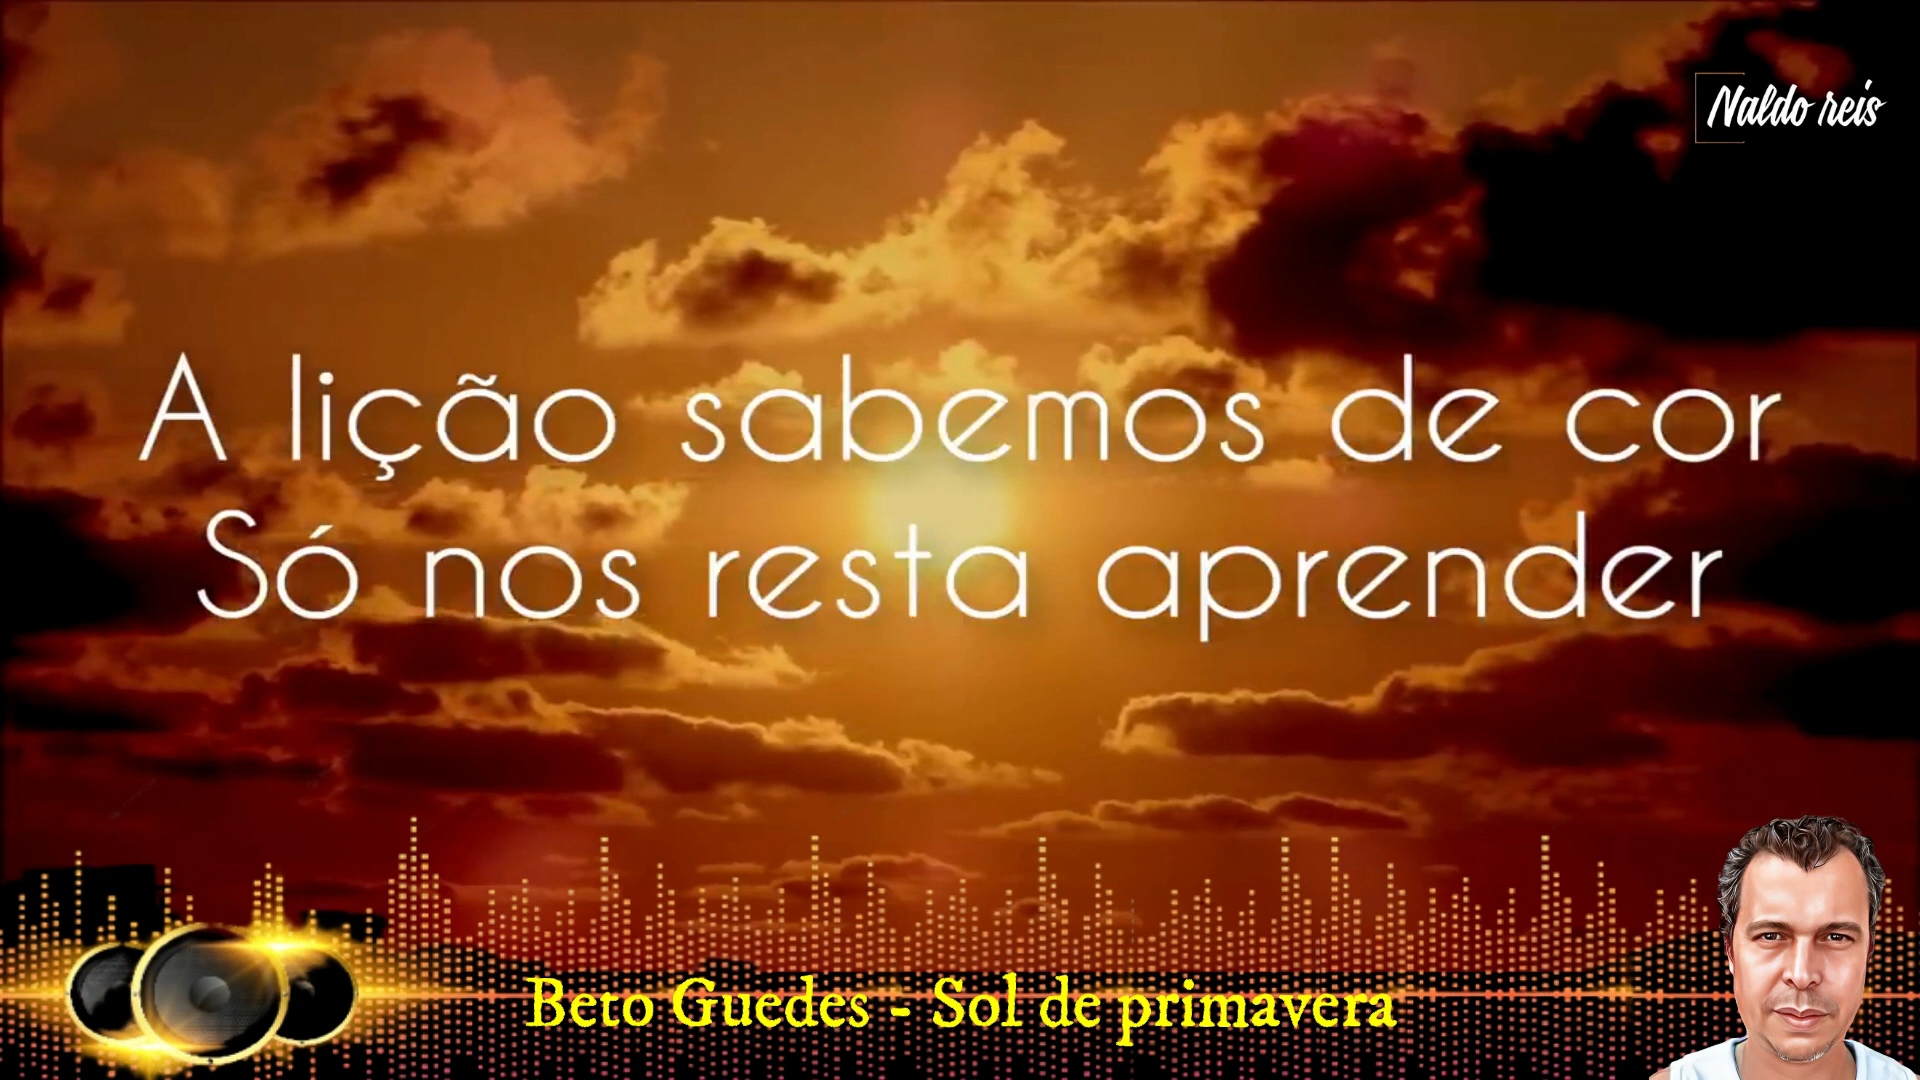 Naldo reis
A lição sabemos de cor
Só nos resta aprender
Beto Guedes - Sol de primavera